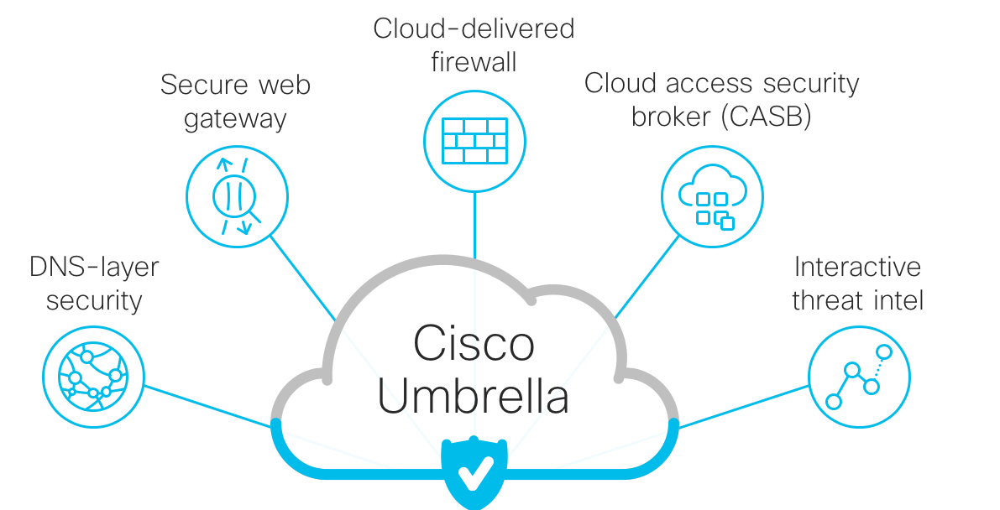 Cloud-delivered
firewall
Secure web
gateway
Cloud access security
broker (CASB)
DNS-layer
security
Interactive
threat intel
Cisco
Umbrella